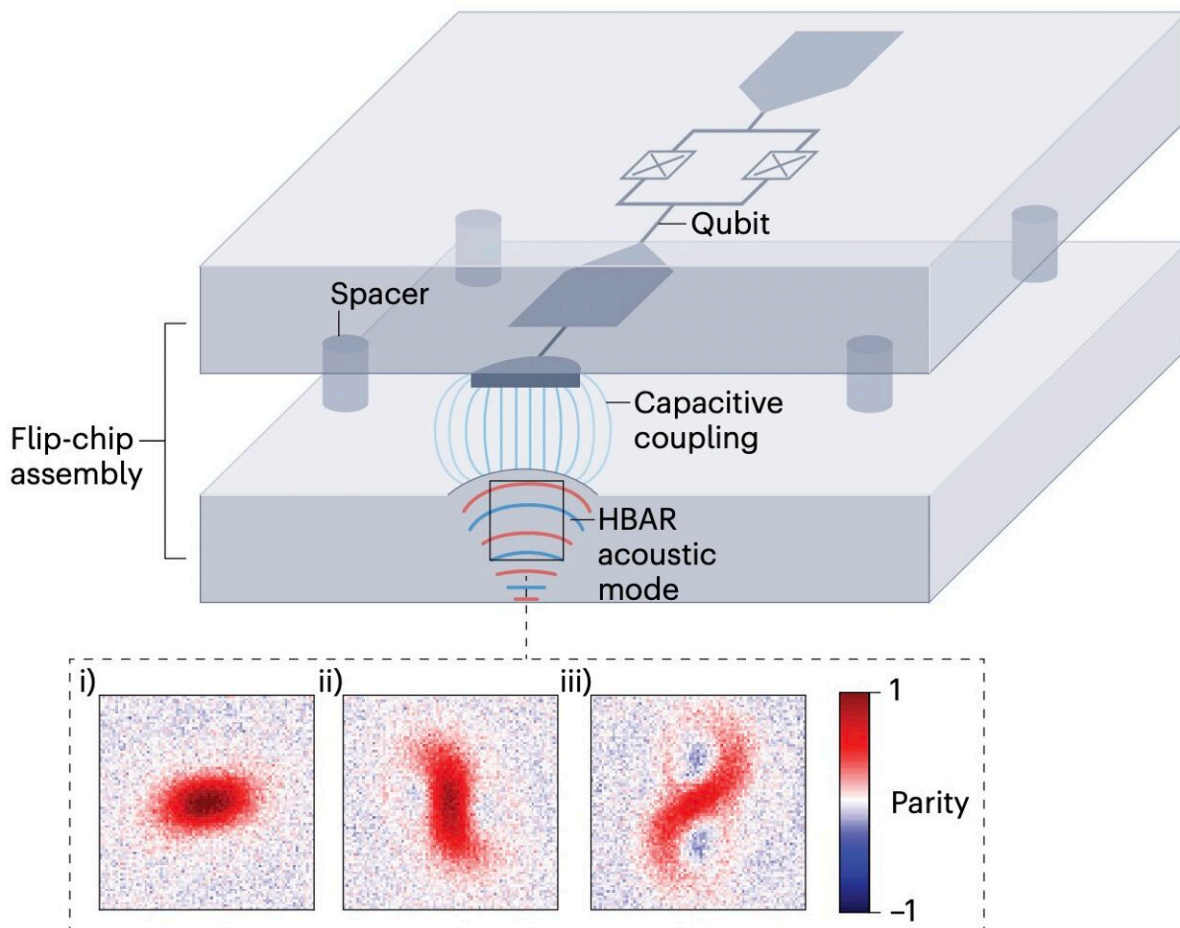 Qubit
Spacer
Capacitive
coupling
Flip-chip
assembly
HBAR
acoustic
mode
i)
ii)
iii)
1
Parity
–1